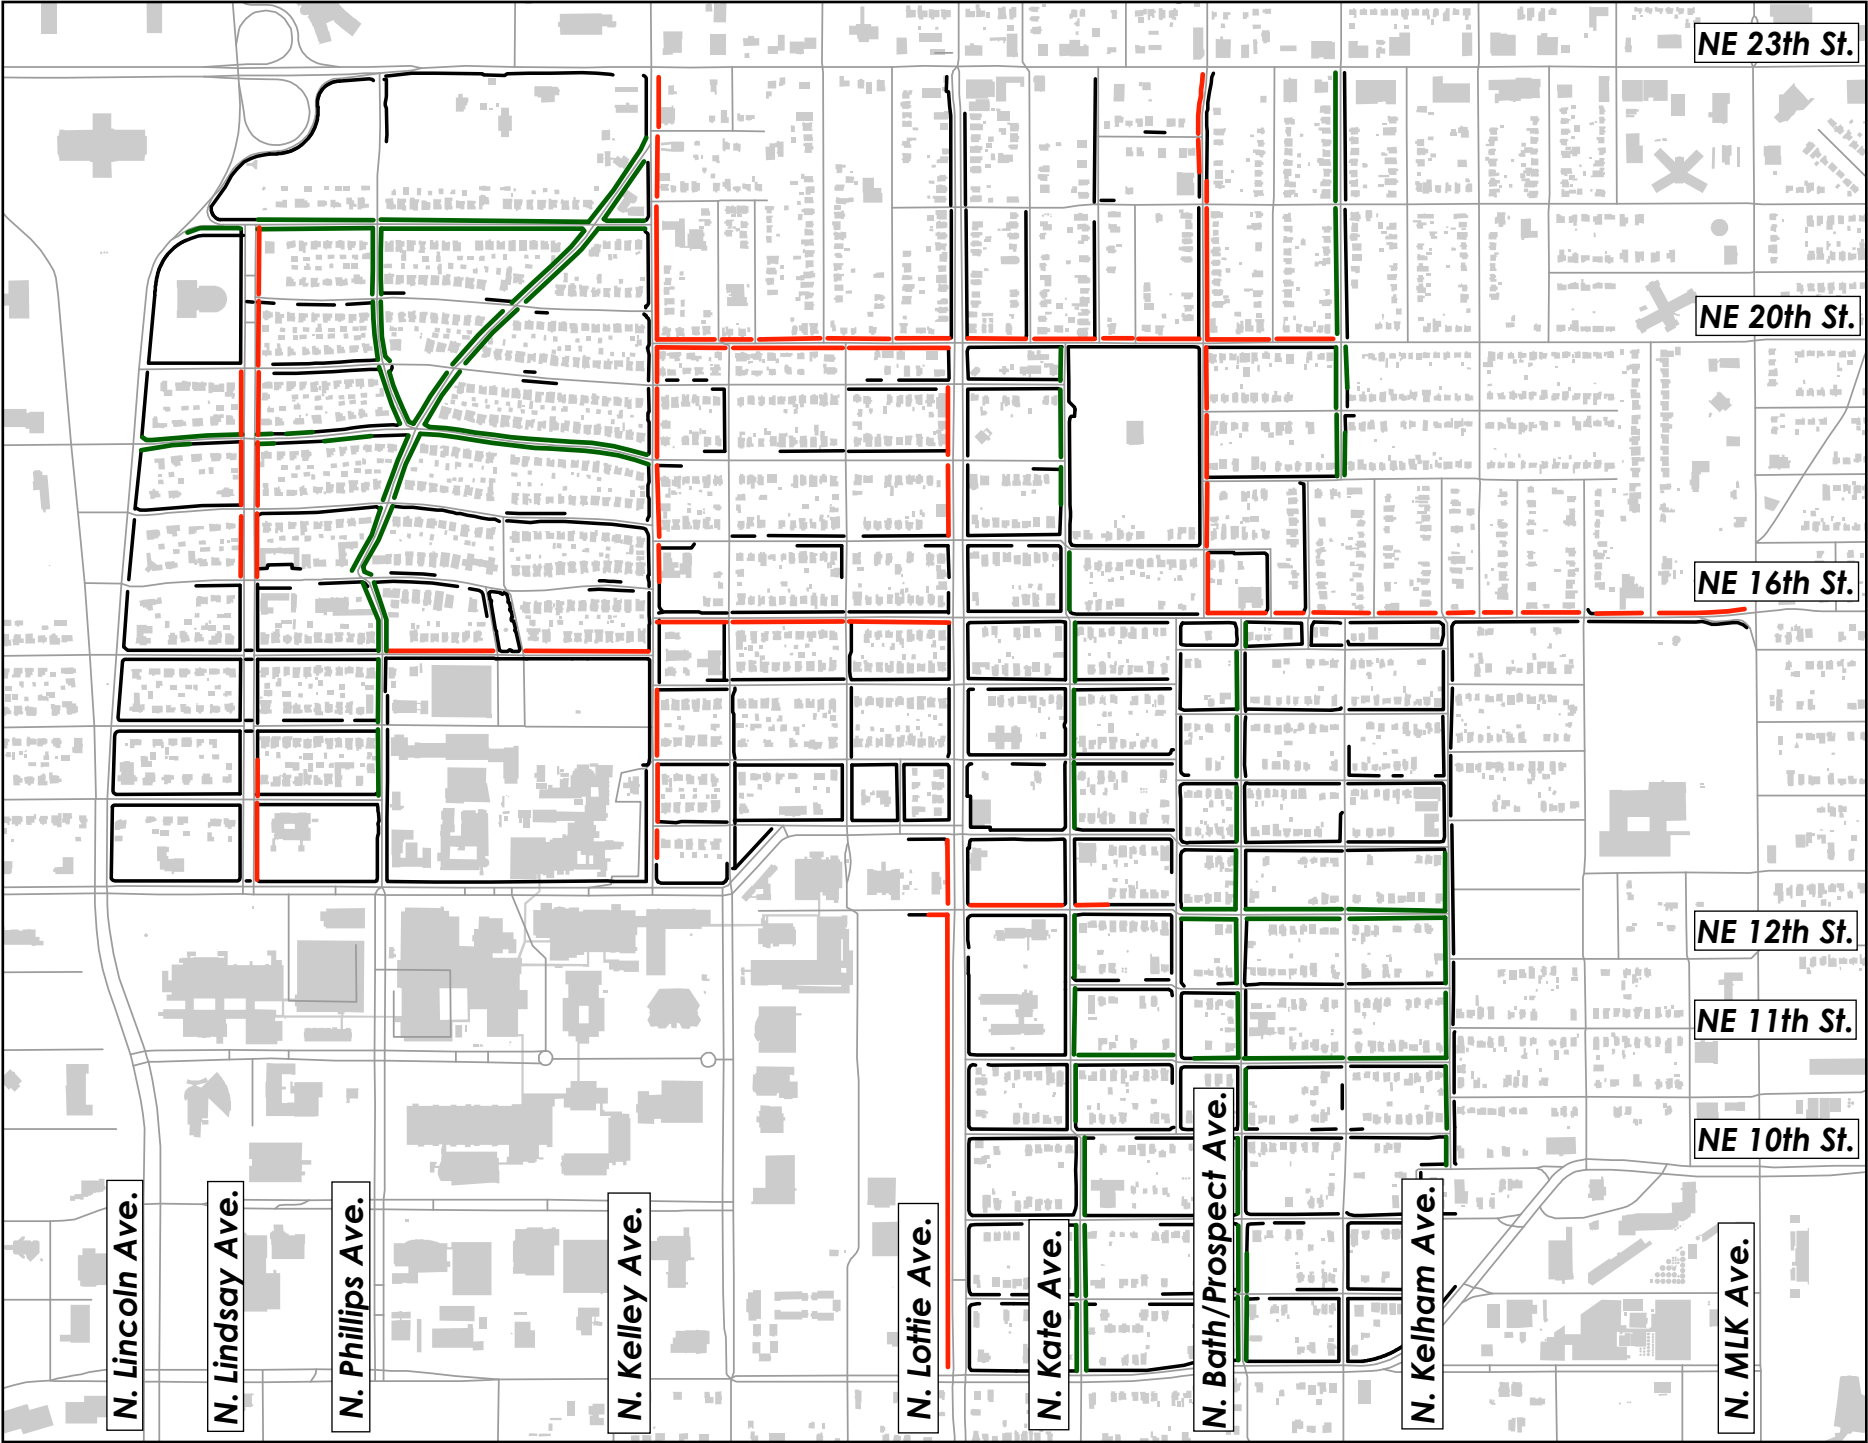 NE 23th St.
NE 20th St.
NE 16th St.
NE 12th St.
NE 11th St.
NE 10th St.
N. Lincoln Ave.
N. Lindsay Ave.
N. Phillips Ave.
N. Kelley Ave.
N. Lottie Ave.
N. Kate Ave.
N. Bath/Prospect Ave.
N. Kelham Ave.
N. MLK Ave.